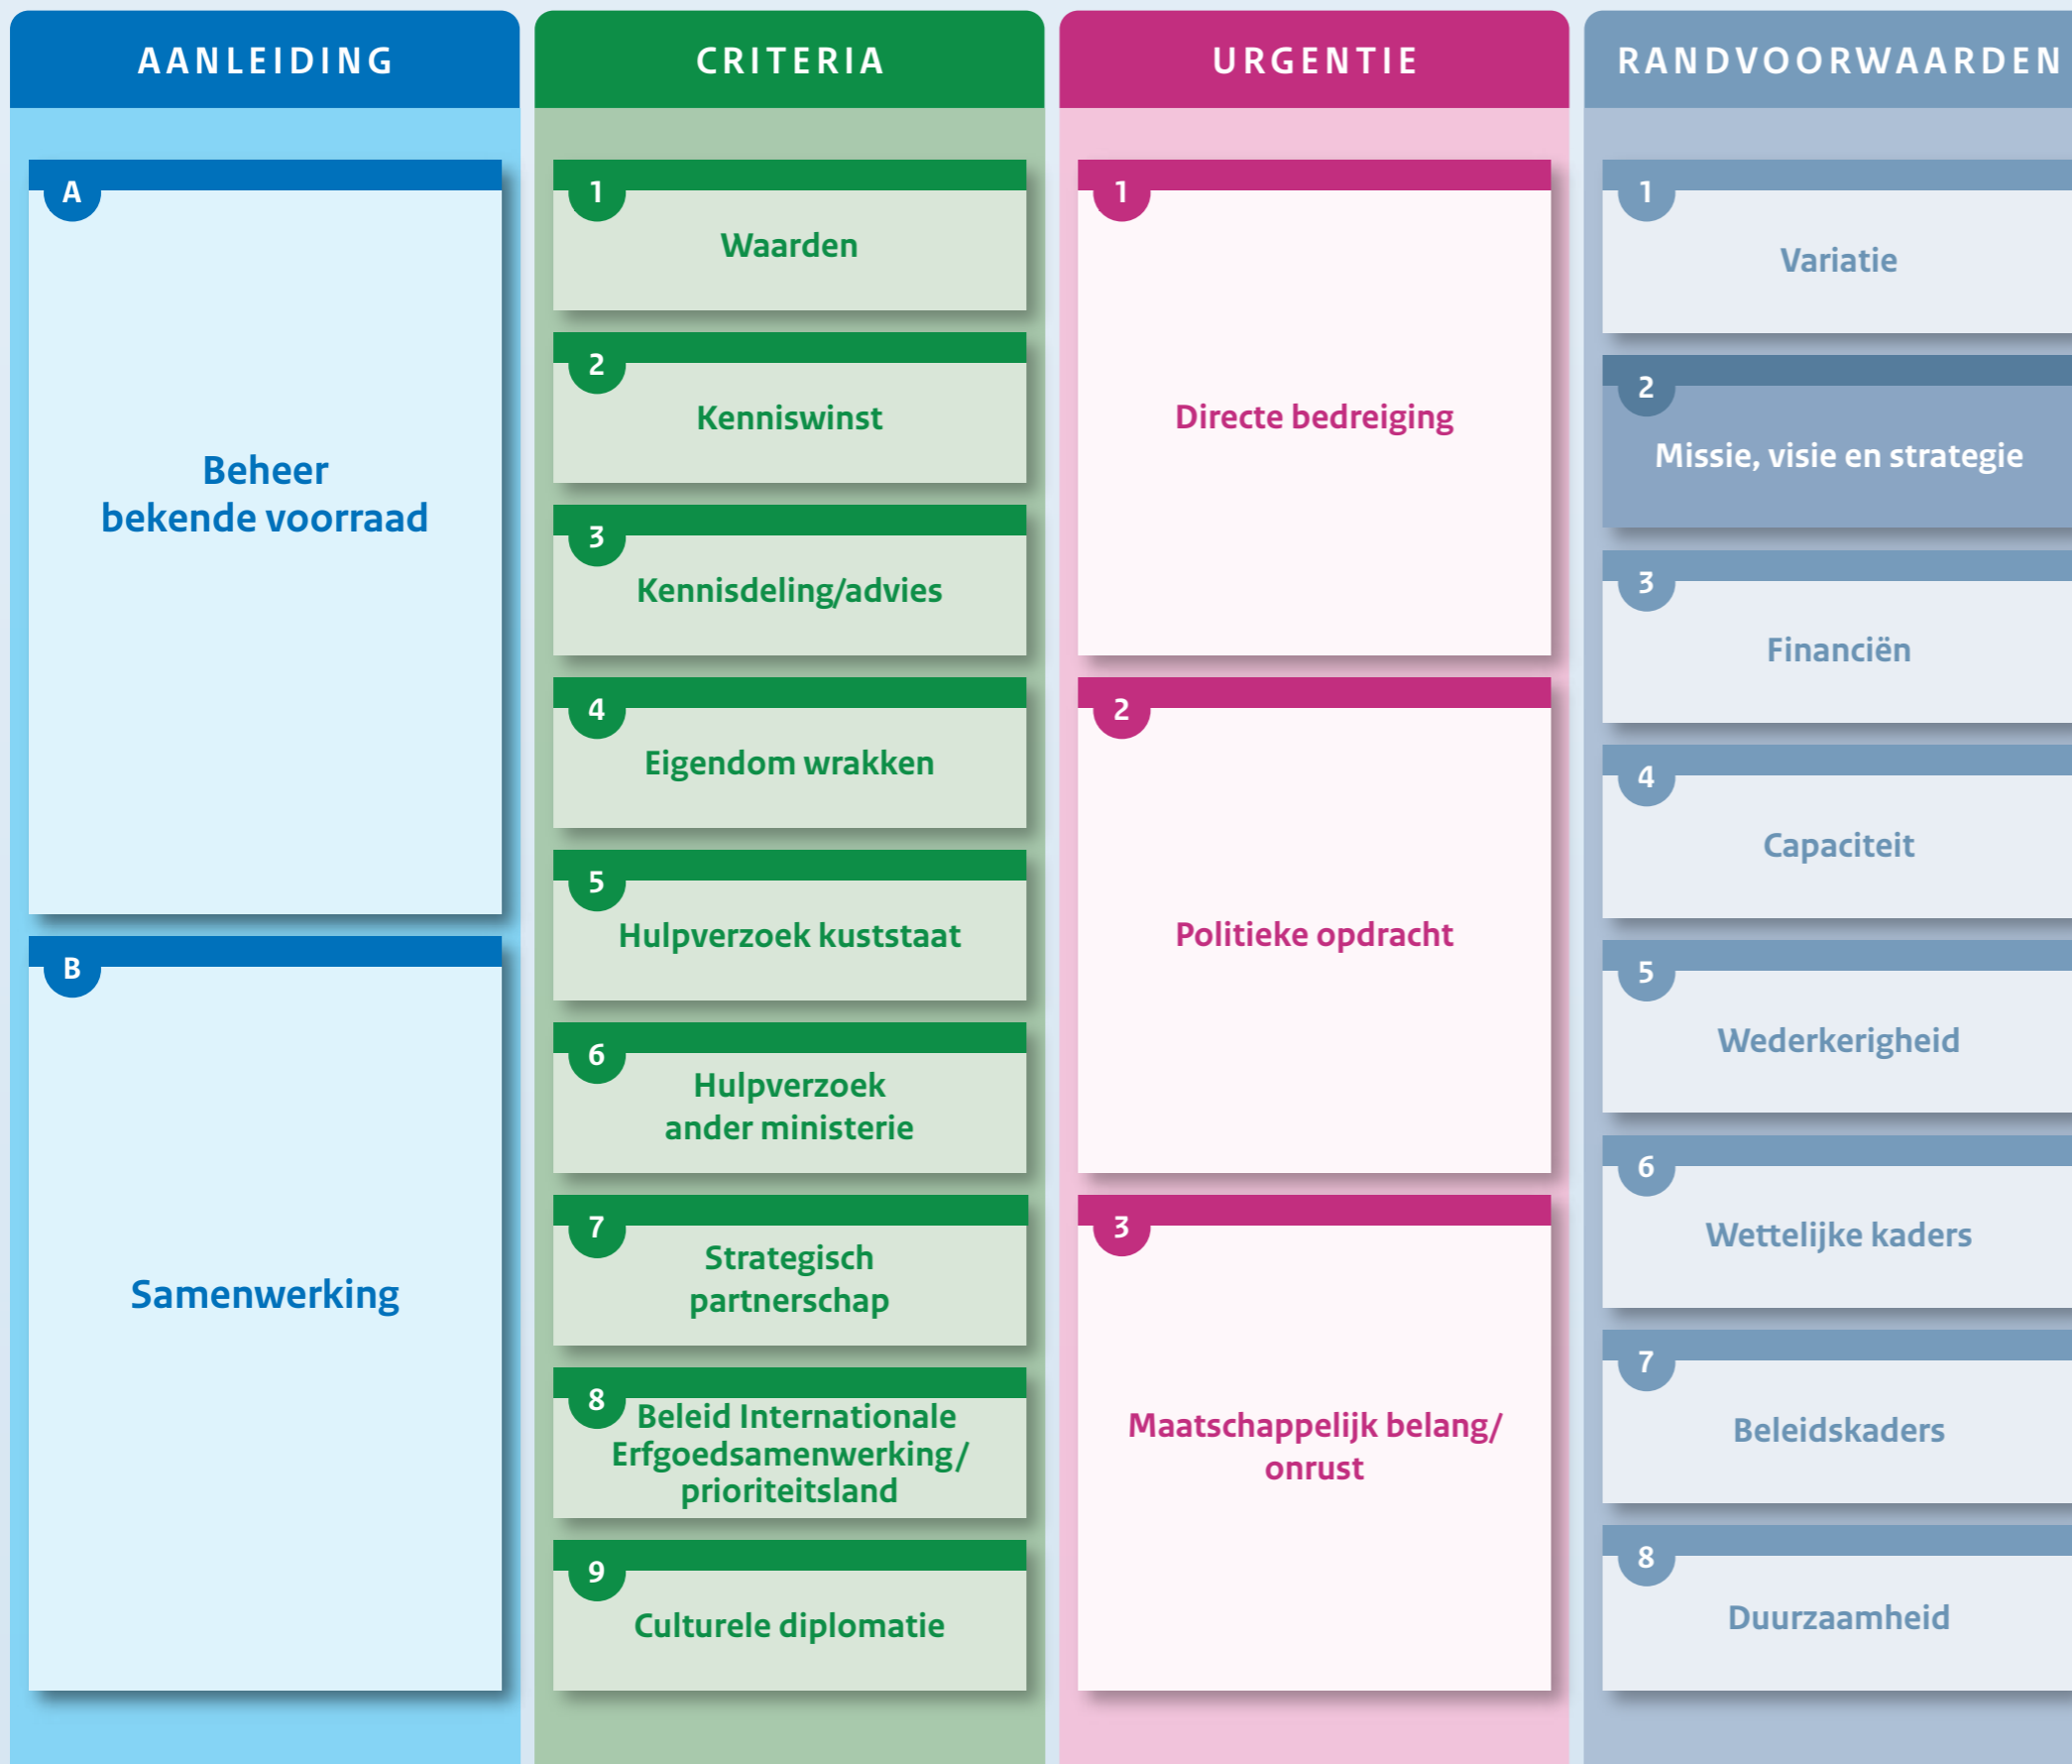 AANLEIDING
A
Beheer
bekende voorraad
B
Samenwerking
CRITERIA
1
Waarden
2
Kenniswinst
3
Kennisdeling/advies
4
Eigendom wrakken
5
Hulpverzoek kuststaat
6
Hulpverzoek
ander ministerie
7
Strategisch
partnerschap
8
Beleid Internationale
Erfgoedsamenwerking/
prioriteitsland
9
Culturele diplomatie
URGENTIE
1
Directe bedreiging
2
Politieke opdracht
3
Maatschappelijk belang/
onrust
RANDVOORWAARDEN
1
Variatie
2
Missie, visie en strategie
3
Financiën
4
Capaciteit
5
Wederkerigheid
6
Wettelijke kaders
7
Beleidskaders
8
Duurzaamheid